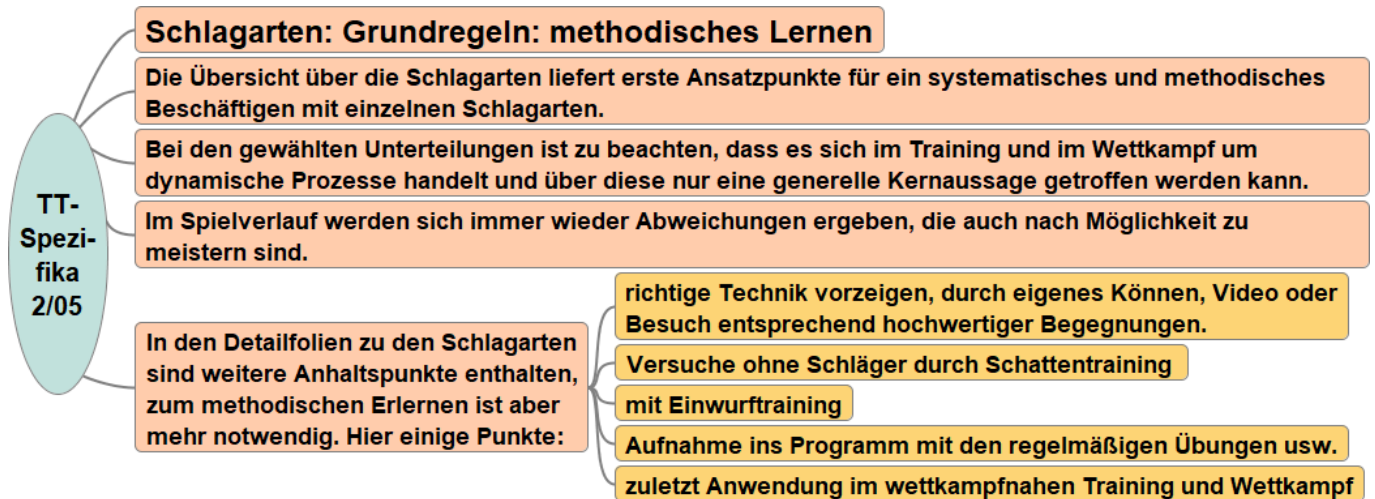 TT-
Spezi-
fika
2/05
Schlagarten: Grundregeln: methodisches Lernen
Die Übersicht über die Schlagarten liefert erste Ansatzpunkte für ein systematisches und methodisches
Beschäftigen mit einzelnen Schlagarten.
Bei den gewählten Unterteilungen ist zu beachten, dass es sich im Training und im Wettkampf um
dynamische Prozesse handelt und über diese nur eine generelle Kernaussage getroffen werden kann.
Im Spielverlauf werden sich immer wieder Abweichungen ergeben, die auch nach Möglichkeit zu
meistern sind.
In den Detailfolien zu den Schlagarten
sind weitere Anhaltspunkte enthalten,
zum methodischen Erlernen ist aber
mehr notwendig. Hier einige Punkte:
richtige Technik vorzeigen, durch eigenes Können, Video oder
Besuch entsprechend hochwertiger Begegnungen.
Versuche ohne Schläger durch Schattentraining
mit Einwurftraining
Aufnahme ins Programm mit den regelmäßigen Übungen usw.
zuletzt Anwendung im wettkampfnahen Training und Wettkampf